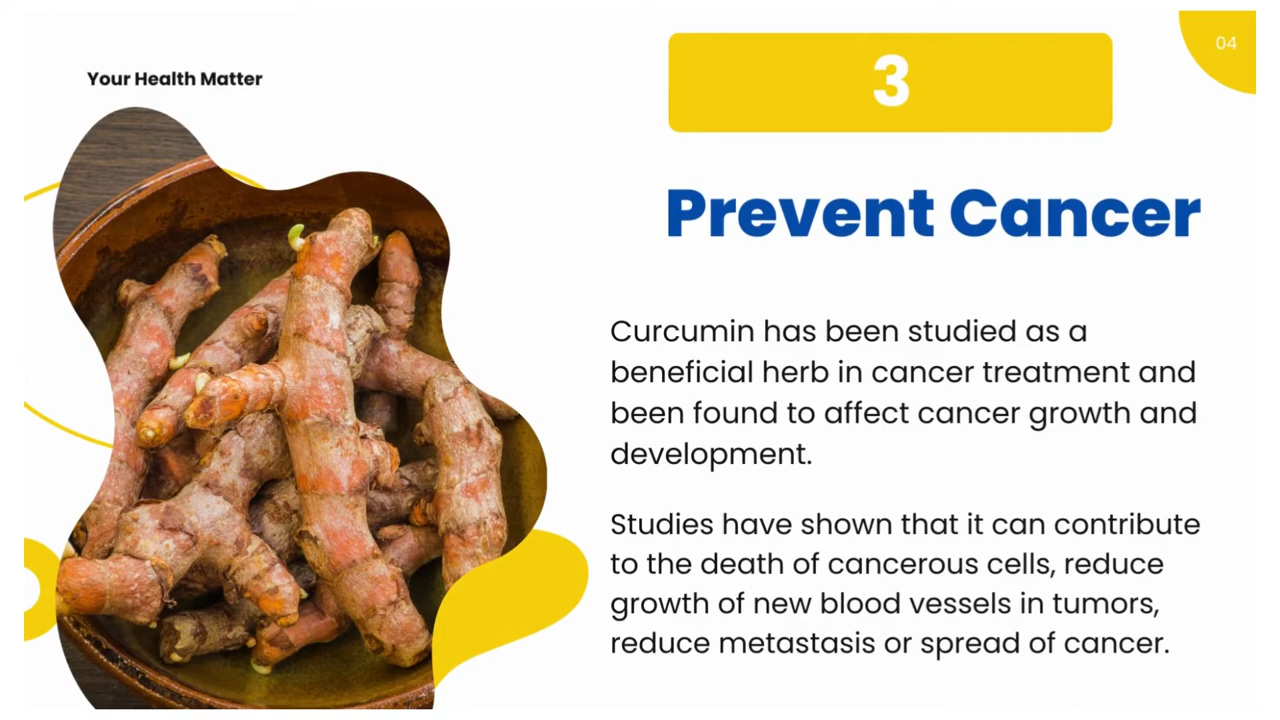 Your Health Matter
3
04
Prevent Cancer
Curcumin has been studied as a
beneficial herb in cancer treatment and
been found to affect cancer growth and
development.
Studies have shown that it can contribute
to the death of cancerous cells, reduce
growth of new blood vessels in tumors,
reduce metastasis or spread of cancer.